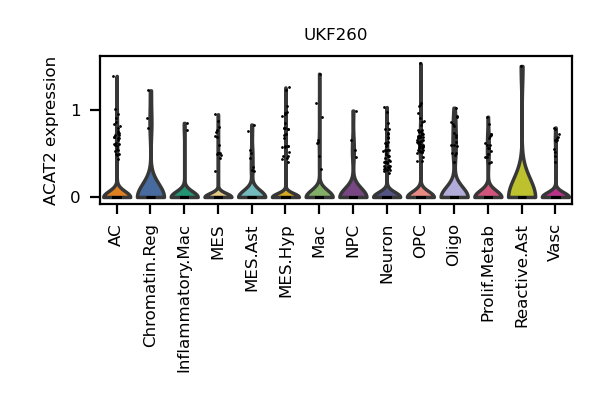 UKF260
ACAT2 expression
1
0
AC
Chromatin.Reg
Inflammatory.Mac
MES
MES.Ast
MES.Hyp
Mac
NPC
Neuron
OPC
Oligo
Prolif.Metab
Reactive.Ast
Vasc